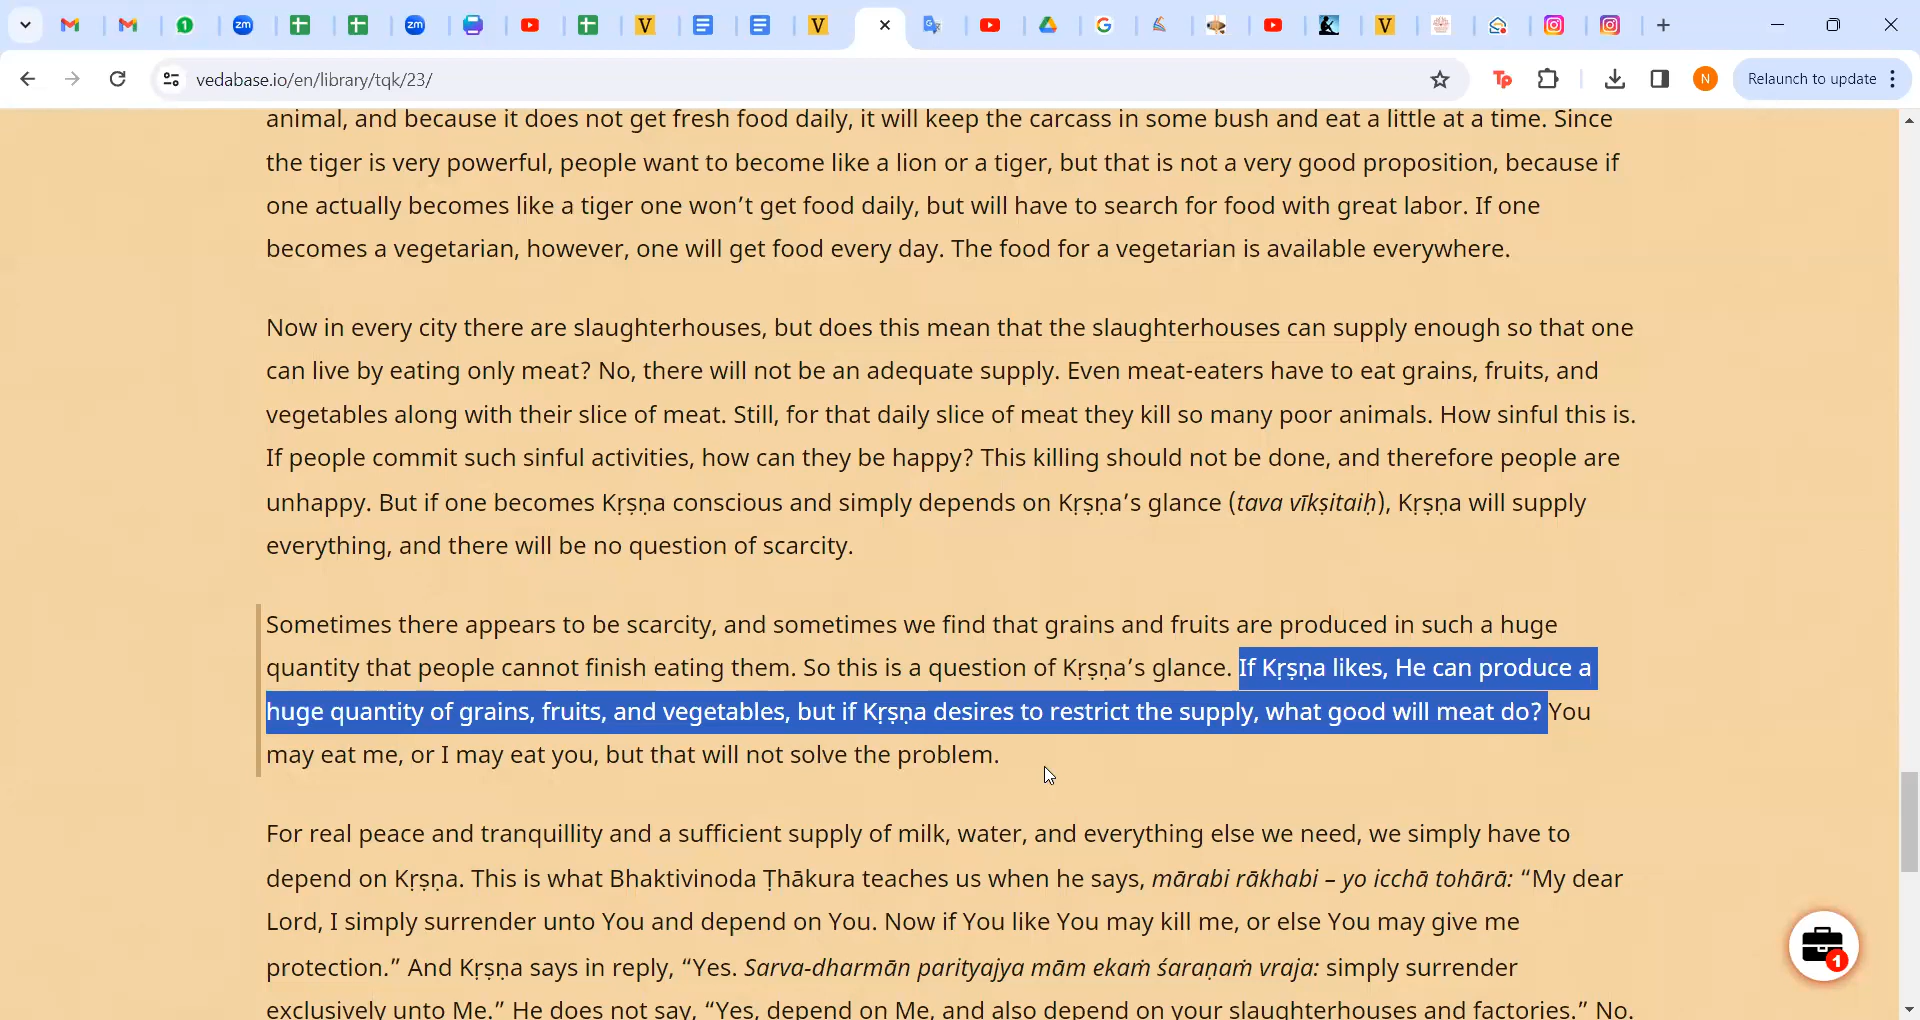 1
zm
zm
V
V
V
vedabase.io/en/library/tqk/23/
Tp
N
Relaunch to update
animal, and because it does not get fresh food daily, it will keep the carcass in some bush and eat a little at a time. Since
the tiger is very powerful, people want to become like a lion or a tiger, but that is not a very good proposition, because if
one actually becomes like a tiger one won’t get food daily, but will have to search for food with great labor. If one
becomes a vegetarian, however, one will get food every day. The food for a vegetarian is available everywhere.
Now in every city there are slaughterhouses, but does this mean that the slaughterhouses can supply enough so that one
can live by eating only meat? No, there will not be an adequate supply. Even meat-eaters have to eat grains, fruits, and
vegetables along with their slice of meat. Still, for that daily slice of meat they kill so many poor animals. How sinful this is.
If people commit such sinful activities, how can they be happy? This killing should not be done, and therefore people are
unhappy. But if one becomes Kṛṣṇa conscious and simply depends on Kṛṣṇa’s glance (tava vīkṣitaiḥ), Kṛṣṇa will supply
everything, and there will be no question of scarcity.
Sometimes there appears to be scarcity, and sometimes we find that grains and fruits are produced in such a huge
quantity that people cannot finish eating them. So this is a question of Kṛṣṇa’s glance. If Kṛṣṇa likes, He can produce a
huge quantity of grains, fruits, and vegetables, but if Kṛṣṇa desires to restrict the supply, what good will meat do? You
may eat me, or I may eat you, but that will not solve the problem.
For real peace and tranquillity and a sufficient supply of milk, water, and everything else we need, we simply have to
depend on Kṛṣṇa. This is what Bhaktivinoda Ṭhākura teaches us when he says, mārabi rākhabi – yo icchā tohārā: “My dear
Lord, I simply surrender unto You and depend on You. Now if You like You may kill me, or else You may give me
protection.” And Kṛṣṇa says in reply, “Yes. Sarva-dharmān parityajya mām ekaṁ śaraṇaṁ vraja: simply surrender
exclusively unto Me.” He does not say, “Yes, depend on Me, and also depend on your slaughterhouses and factories.” No.
1